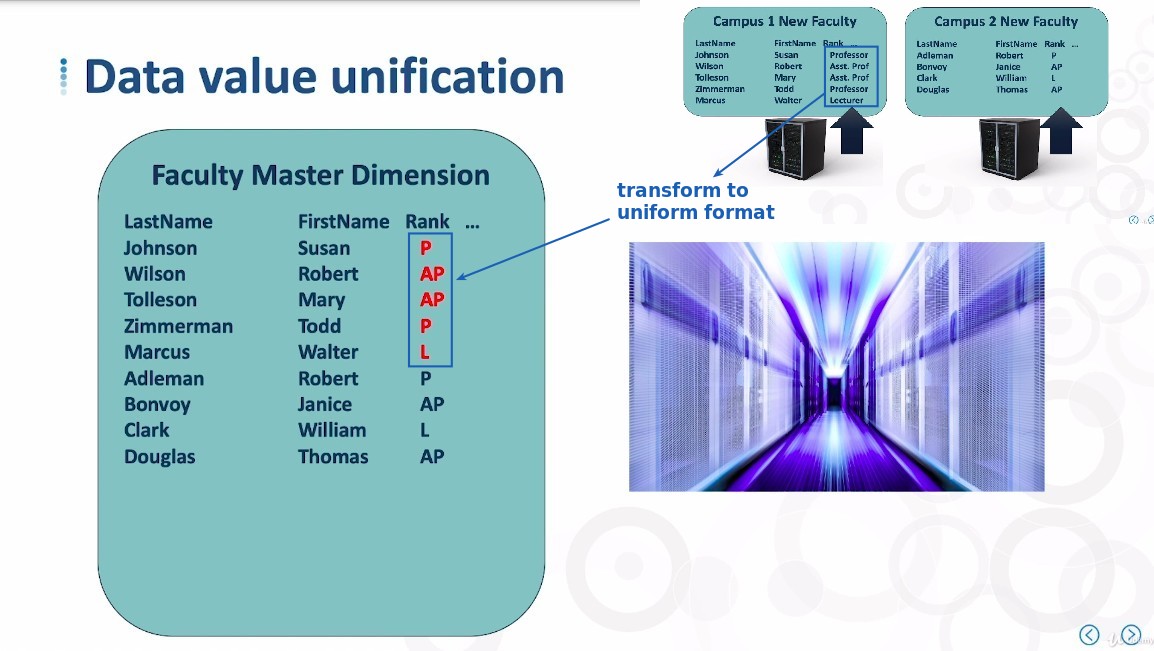 Data value unification
Faculty Master Dimension
LastName FirstName Rank ...
Johnson Susan P
Wilson Robert AP
Tolleson Mary AP
Zimmerman Todd P
Marcus Walter L
Adleman Robert P
Bonvoy Janice AP
Clark William L
Douglas Thomas AP
Campus 1 New Faculty
LastName FirstName Rank ...
Johnson Susan Professor
Wilson Robert Asst. Prof
Tolleson Mary Asst. Prof
Zimmerman Todd Professor
Marcus Walter Lecturer
Campus 2 New Faculty
LastName FirstName Rank ...
Adleman Robert P
Bonvoy Janice AP
Clark William L
Douglas Thomas AP
transform to
uniform format